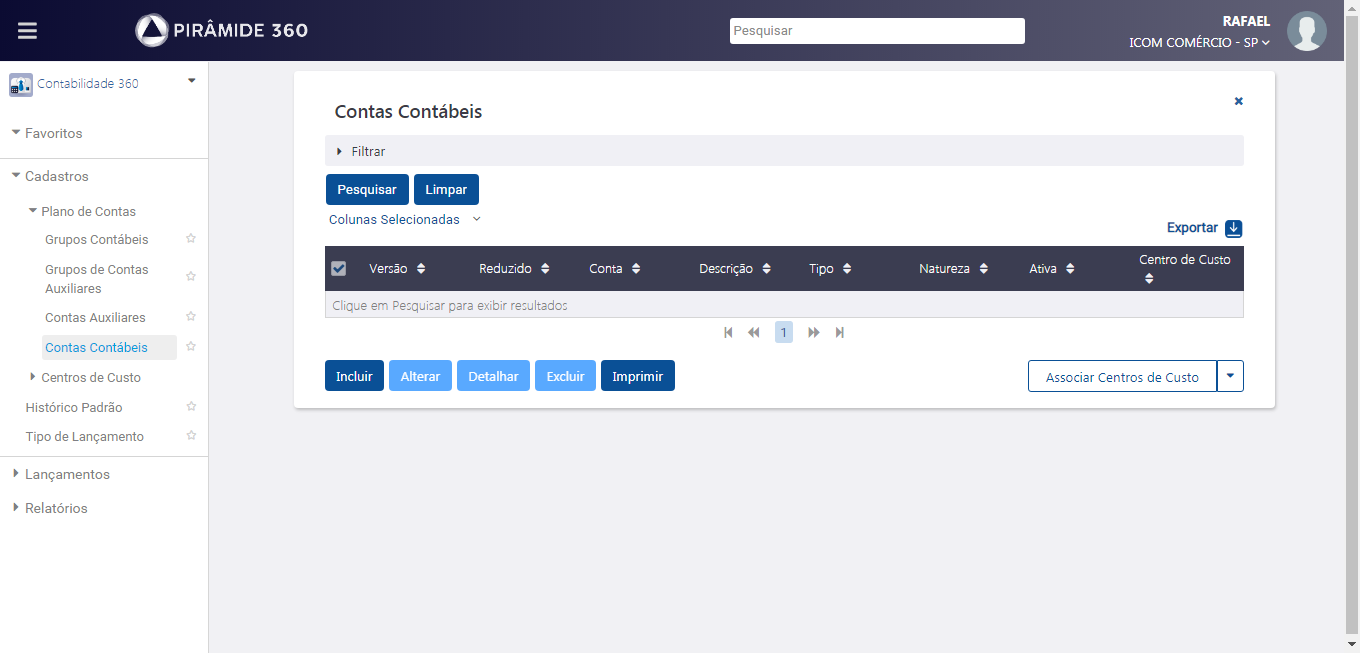 PIRÂMIDE 360
Pesquisar
RAFAEL
ICOM COMÉRCIO - SP
Contabilidade 360
Favoritos
Cadastros
Plano de Contas
Grupos Contábeis
Grupos de Contas
Auxiliares
Contas Auxiliares
Contas Contábeis
Centros de Custo
Histórico Padrão
Tipo de Lançamento
Lançamentos
Relatórios
Contas Contábeis
Filtrar
Pesquisar Limpar
Colunas Selecionadas
Exportar
Versão Reduzido Conta Descrição Tipo Natureza Ativa Centro de Custo
Clique em Pesquisar para exibir resultados
1
Incluir Alterar Detalhar Excluir Imprimir Associar Centros de Custo